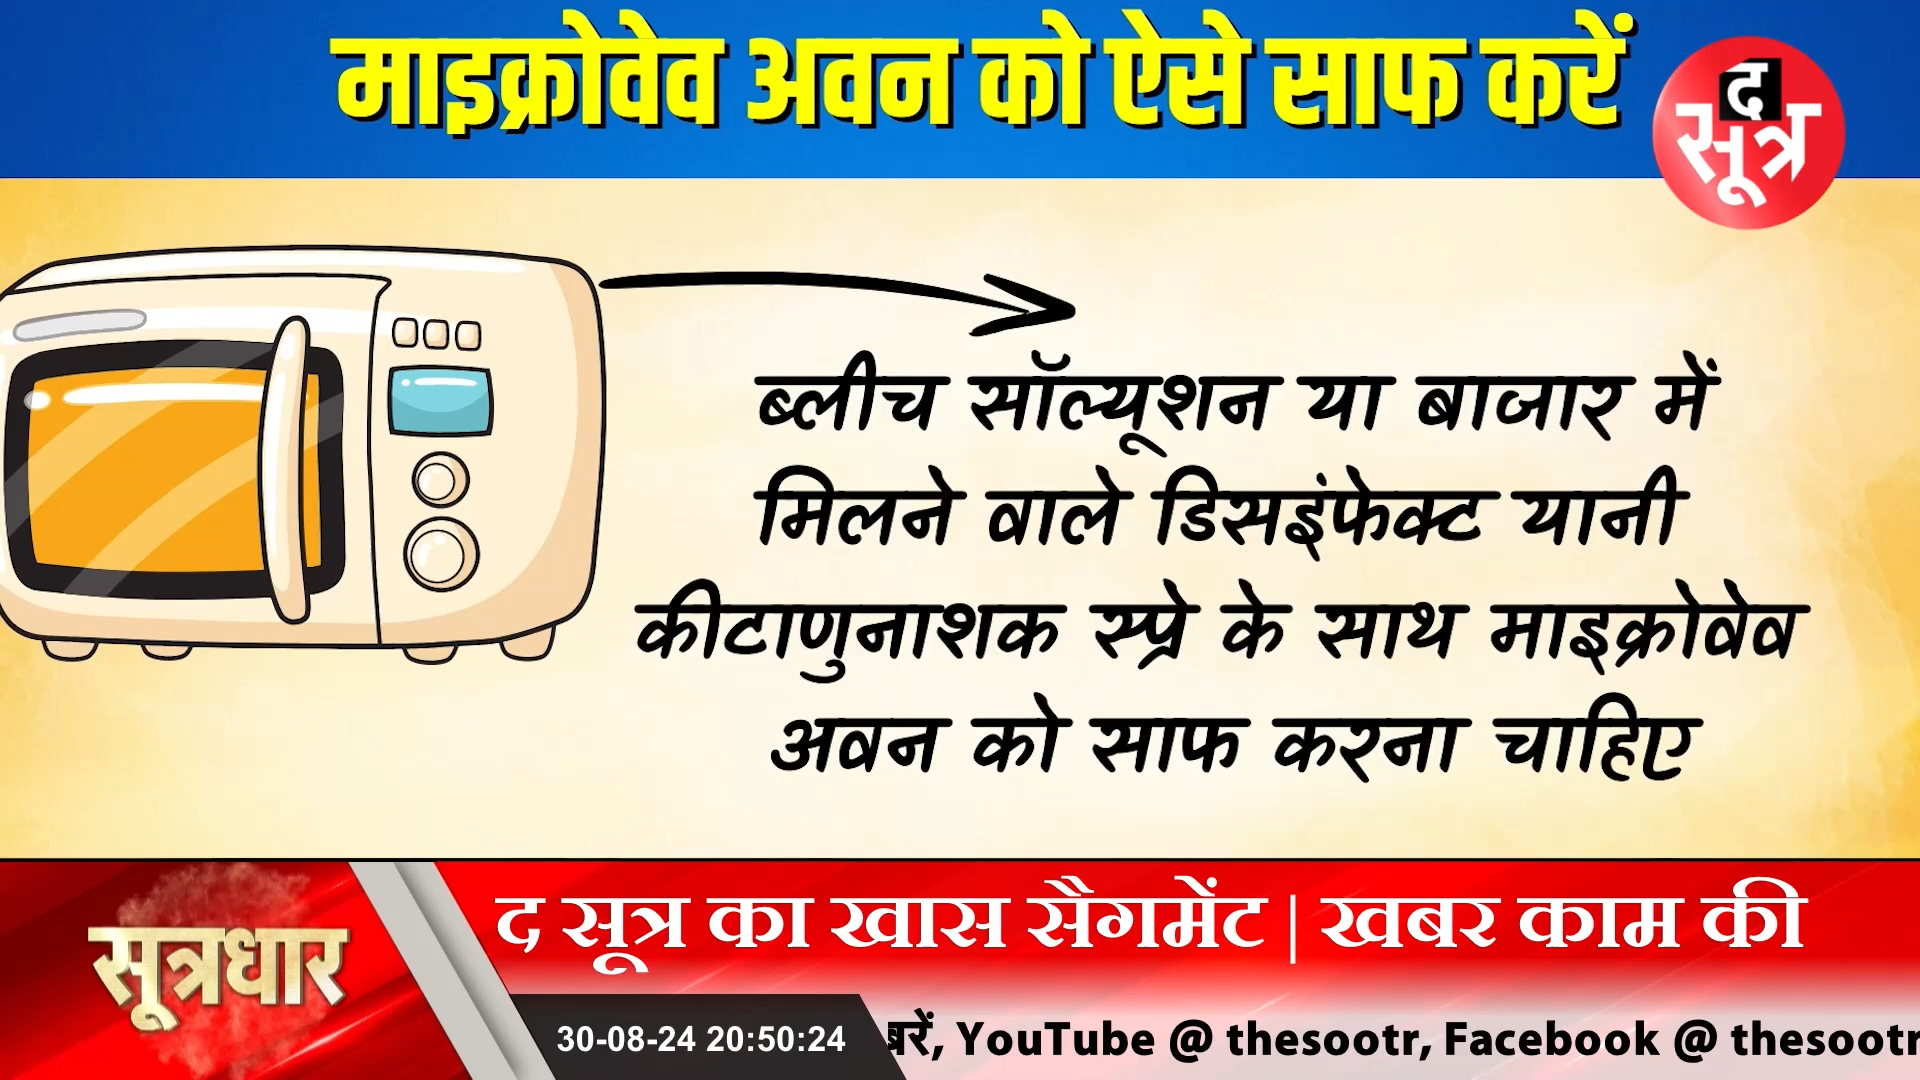 माइक्रोवेव अवन को ऐसे साफ करें
द
सूत्र
ब्लीच सॉल्यूशन या बाजार में
मिलने वाले डिसइंफेक्ट यानी
कीटाणुनाशक स्प्रे के साथ माइक्रोवेव
अवन को साफ करना चाहिए
सूत्रधार
द सूत्र का खास सैगमेंट | खबर काम की
30-08-24 20:50:24
बरें, YouTube @ thesootr, Facebook @ thesootr